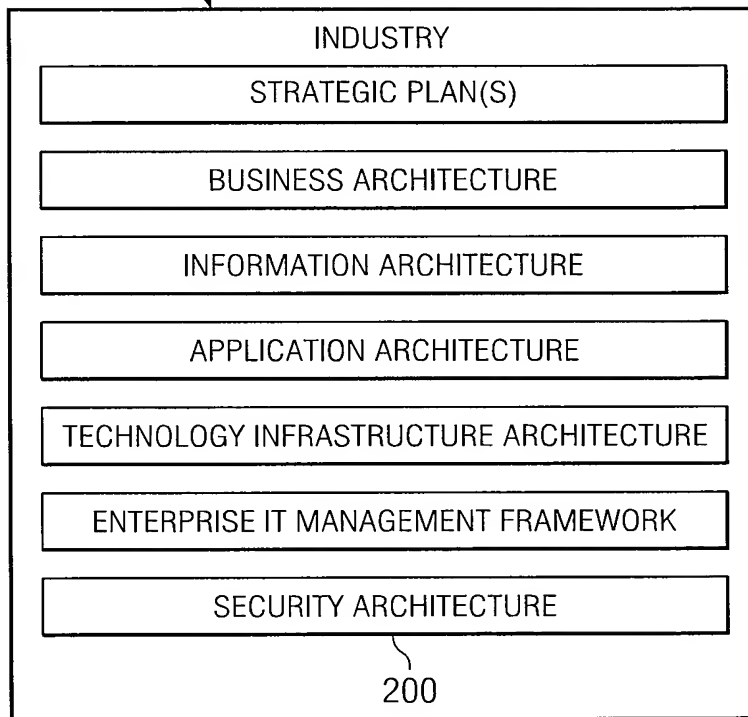 INDUSTRY
STRATEGIC PLAN(S)
BUSINESS ARCHITECTURE
INFORMATION ARCHITECTURE
APPLICATION ARCHITECTURE
TECHNOLOGY INFRASTRUCTURE ARCHITECTURE
ENTERPRISE IT MANAGEMENT FRAMEWORK
SECURITY ARCHITECTURE
200